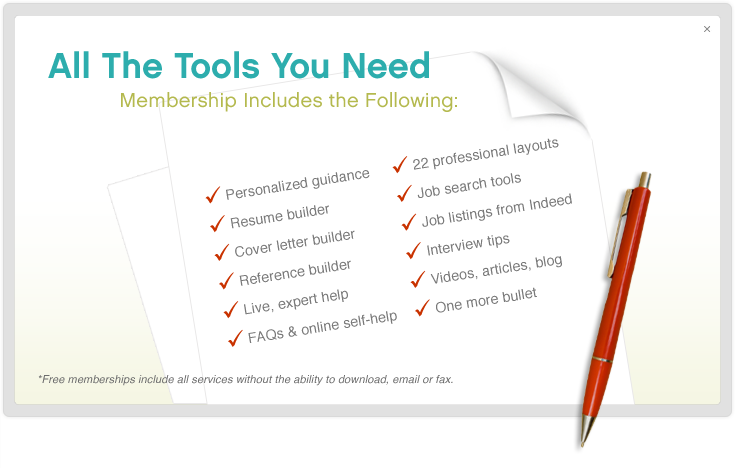 All The Tools You Need
Membership Includes the Following:
Personalized guidance
Resume builder
Cover letter builder
Reference builder
Live, expert help
FAQs & online self-help
22 professional layouts
Job search tools
Job listings from Indeed
Interview tips
Videos, articles, blog
One more bullet
*Free memberships include all services without the ability to download, email or fax.